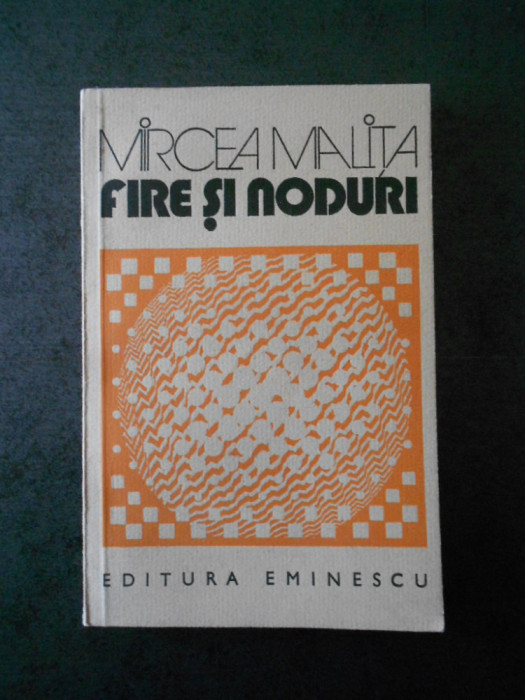 MIRCEA MALIȚA
FIRE ȘI NODURI
EDITURA EMINESCU